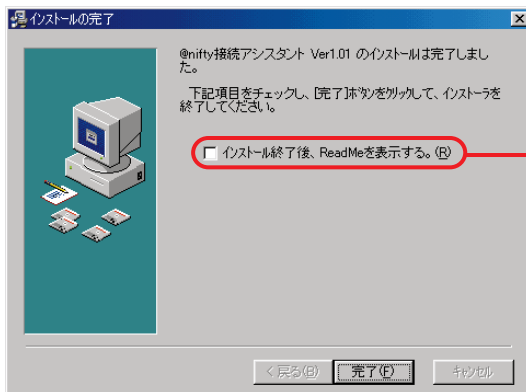 インストールの完了
@nifty接続アシスタント Ver1.01 のインストールは完了しまし
た。
下記項目をチェックし、[完了]ボタンをクリックして、インストーラを
終了してください。
インストール終了後、ReadMeを表示する。(R)
< 戻る(B)
完了(F)
キャンセル